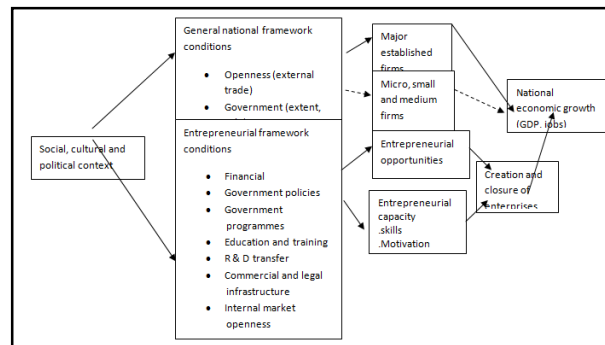 Social, cultural and
political context
General national framework
conditions
• Openness (external
trade)
• Government (extent,
Entrepreneurial framework
conditions
• Financial
• Government policies
• Government
programmes
• Education and training
• R & D transfer
• Commercial and legal
infrastructure
• Internal market
openness
Major
established
firms
Micro, small
and medium
firms
Entrepreneurial
opportunities
Entrepreneurial
capacity
.skills
.Motivation
National
economic growth
(GDP, jobs)
Creation and
closure of
enterprises